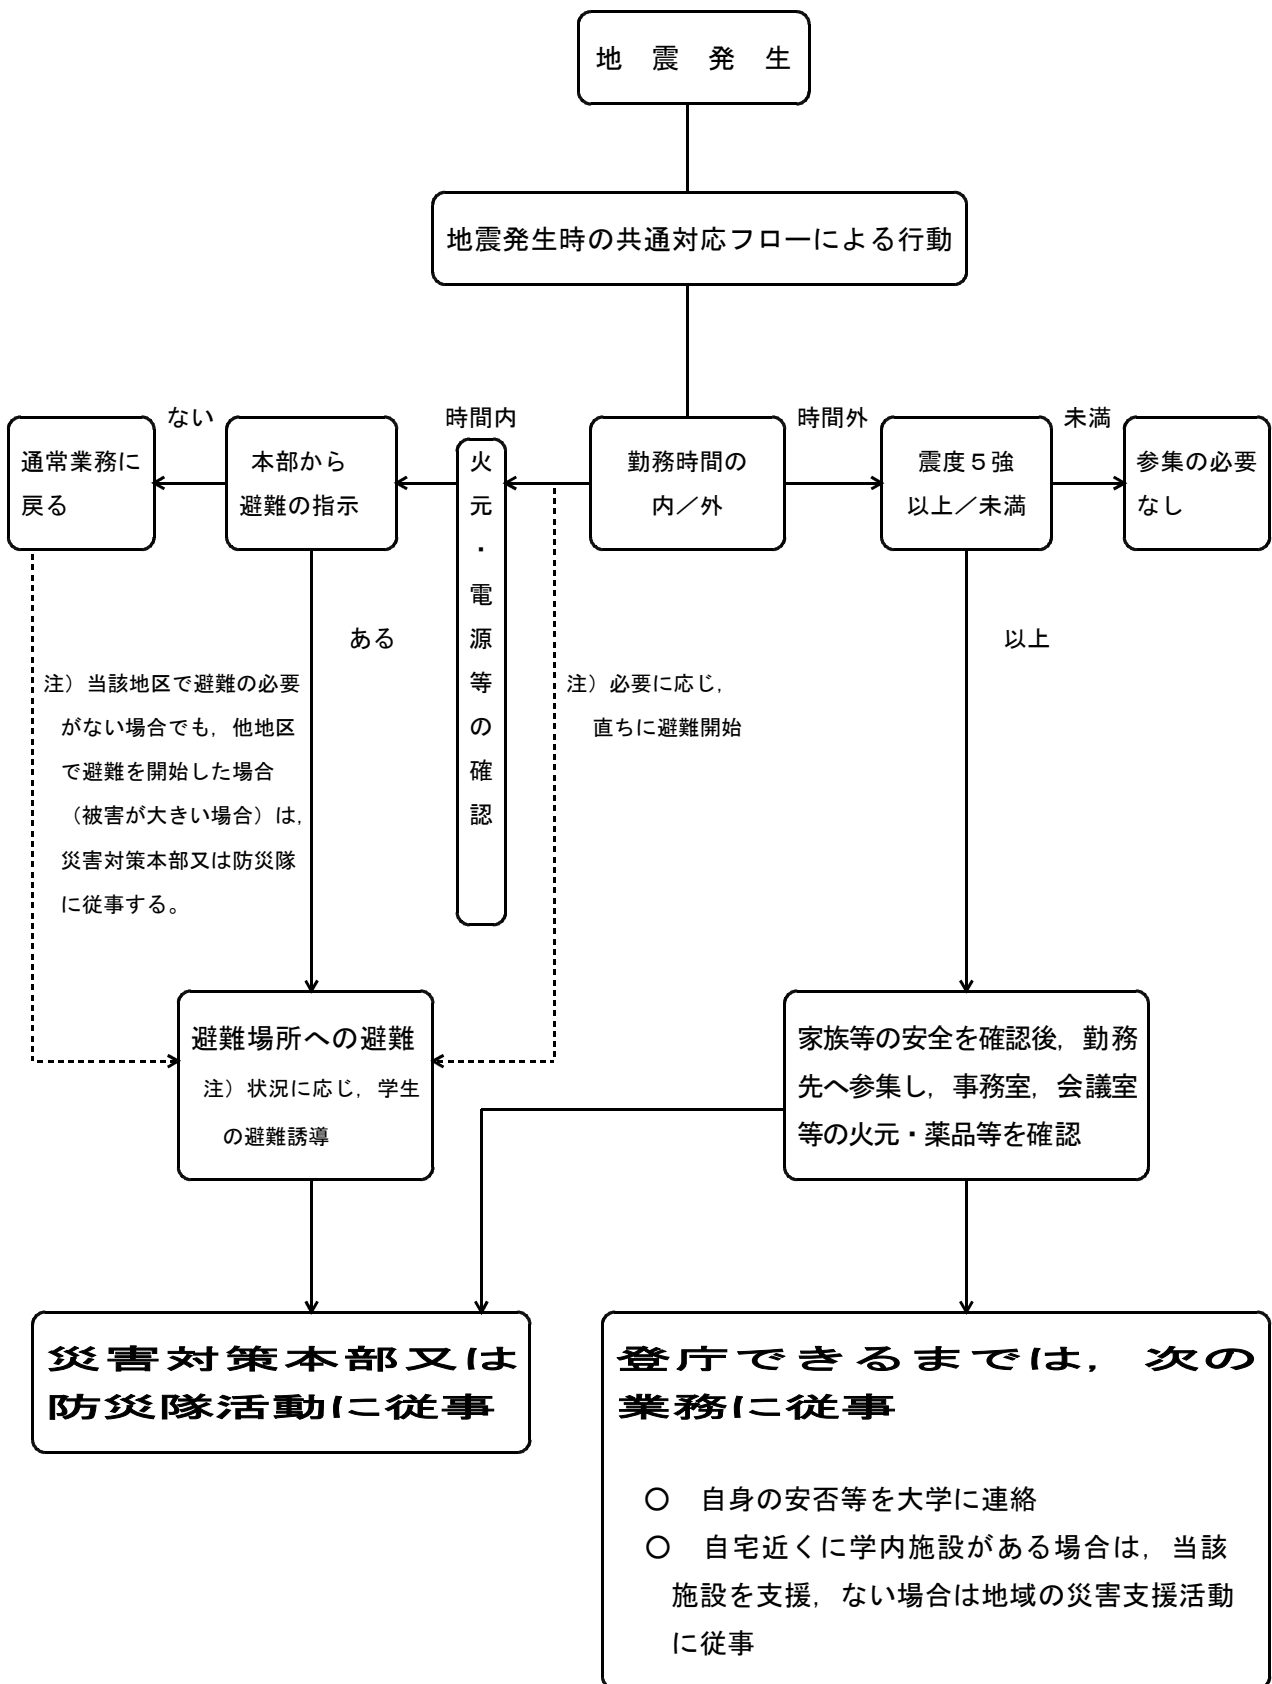 地　震　発　生
地震発生時の共通対応フローによる行動
ない
時間内
時間外
未満
通常業務に
戻る
本部から
避難の指示
火元・電源等の確認
勤務時間の
内／外
震度５強
以上／未満
参集の必要
なし
ある
以上
注）当該地区で避難の必要
がない場合でも，他地区
で避難を開始した場合
（被害が大きい場合）は，
災害対策本部又は防災隊
に従事する。
注）必要に応じ，
直ちに避難開始
避難場所への避難
注）状況に応じ，学生
の避難誘導
家族等の安全を確認後，勤務
先へ参集し，事務室，会議室
等の火元・薬品等を確認
災害対策本部又は
防災隊活動に従事
登庁できるまでは，次の
業務に従事
○　自身の安否等を大学に連絡
○　自宅近くに学内施設がある場合は，当該
施設を支援，ない場合は地域の災害支援活動
に従事